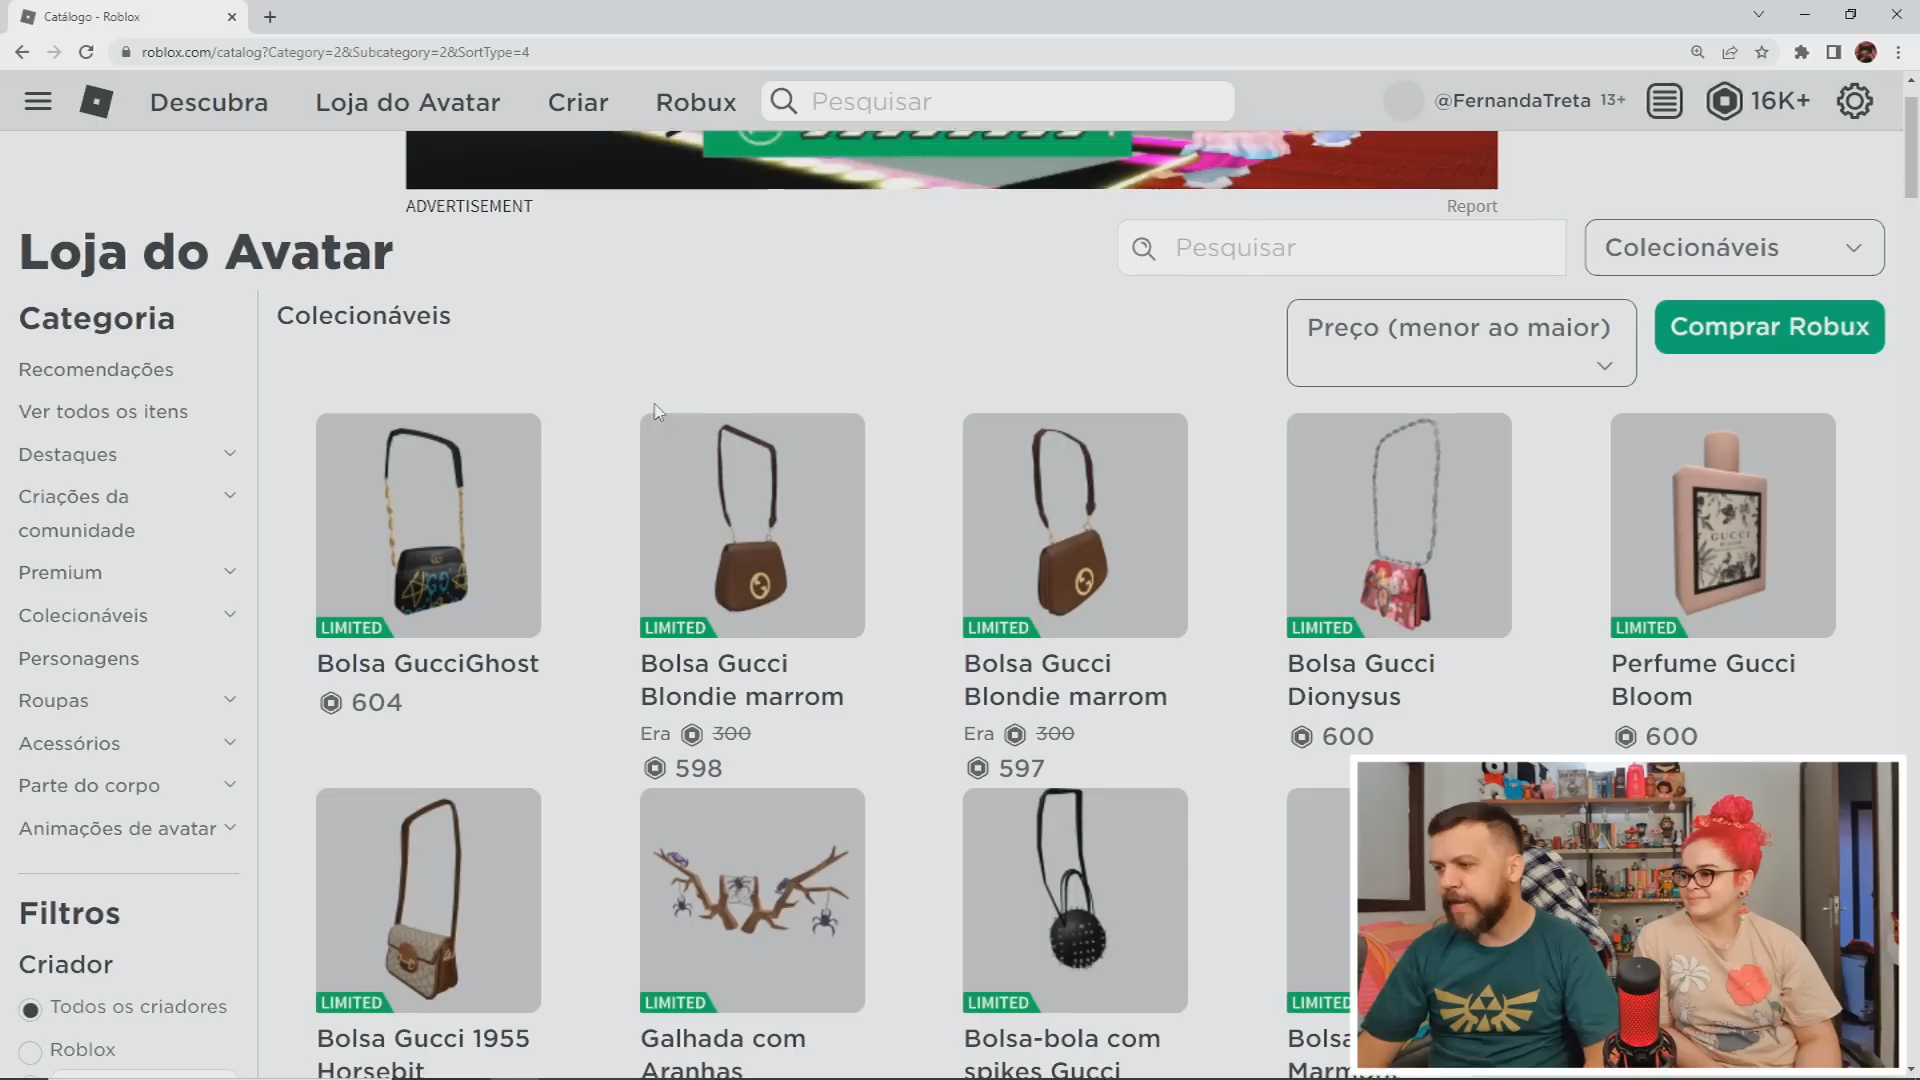 Catálogo - Roblox
roblox.com/catalog?Category=2&Subcategory=2&SortType=4
Descubra
Loja do Avatar
Criar
Robux
Pesquisar
@FernandaTreta 13+
16K+
ADVERTISEMENT
Report
Loja do Avatar
Pesquisar
Colecionáveis
Categoria
Colecionáveis
Preço (menor ao maior)
Comprar Robux
Recomendações
Ver todos os itens
Destaques
Criações da
comunidade
Premium
Colecionáveis
Personagens
Roupas
Acessórios
Parte do corpo
Animações de avatar
Filtros
Criador
Todos os criadores
Roblox
LIMITED
Bolsa GucciGhost
604
LIMITED
Bolsa Gucci
Blondie marrom
Era 300
598
LIMITED
Bolsa Gucci
Blondie marrom
Era 300
597
LIMITED
Bolsa Gucci
Dionysus
600
GUCCI
LIMITED
Perfume Gucci
Bloom
600
LIMITED
Bolsa Gucci 1955
Horsebit
LIMITED
Galhada com
Aranhas
LIMITED
Bolsa-bola com
spikes Gucci
LIMITED